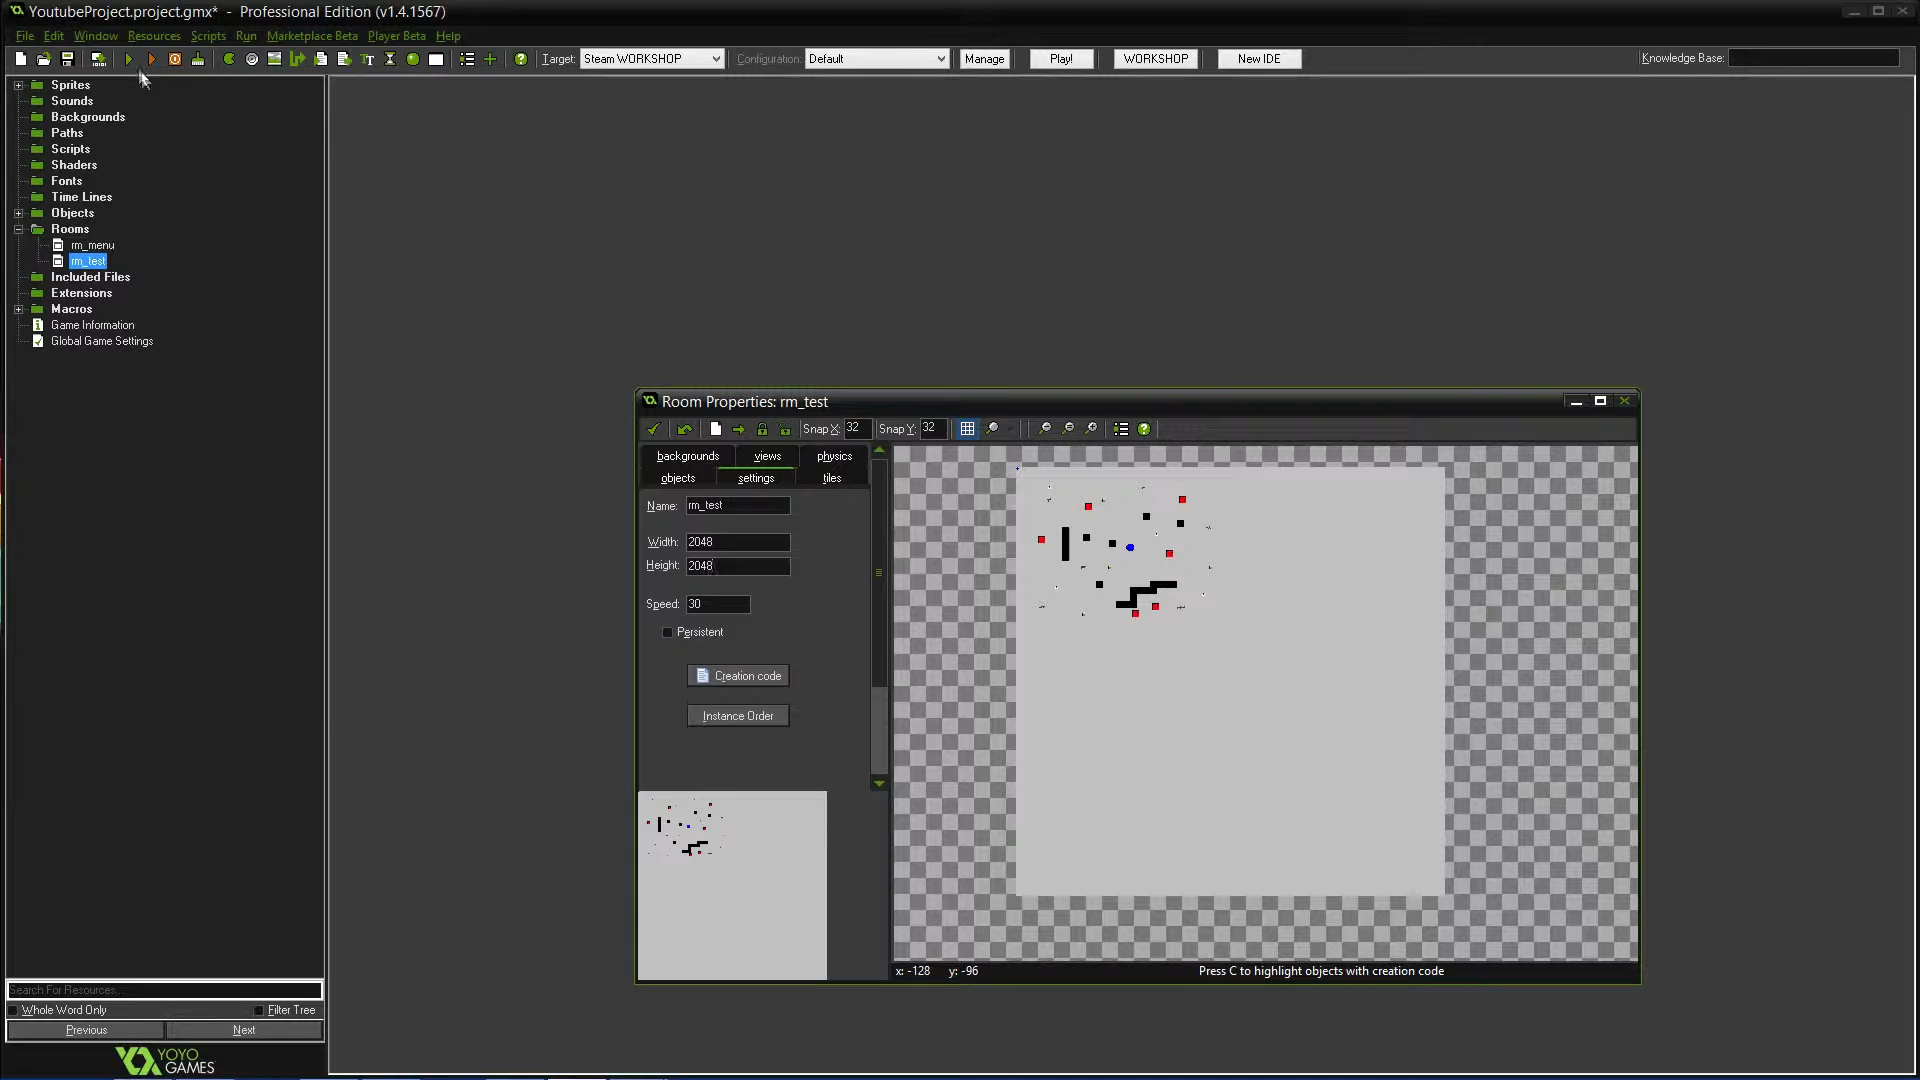 YoutubeProject.project.gmx* - Professional Edition (v1.4.1567)
File Edit Window Resources Scripts Run Marketplace Beta Player Beta Help
Target: Steam WORKSHOP Configuration: Default Manage Play! WORKSHOP New IDE Knowledge Base:
Sprites
Sounds
Backgrounds
Paths
Scripts
Shaders
Fonts
Time Lines
Objects
Rooms
rm_menu
rm_test
Included Files
Extensions
Macros
Game Information
Global Game Settings
Room Properties: rm_test
Snap X: 32 Snap Y: 32
backgrounds views physics
objects settings tiles
Name: rm_test
Width: 2048
Height: 2048
Speed: 30
Persistent
Creation code
Instance Order
x: -128 y: -96 Press C to highlight objects with creation code
Search For Resources...
Whole Word Only Filter Tree
Previous Next
YOYO
GAMES